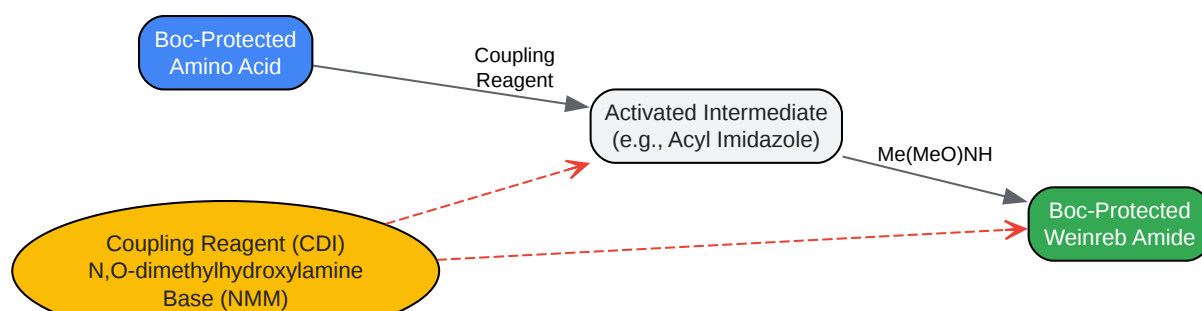 Boc-Protected
Amino Acid
Coupling
Reagent
Activated Intermediate
(e.g., Acyl Imidazole)
Me(MeO)NH
Boc-Protected
Weinreb Amide
Coupling Reagent (CDI)
N,O-dimethylhydroxylamine
Base (NMM)